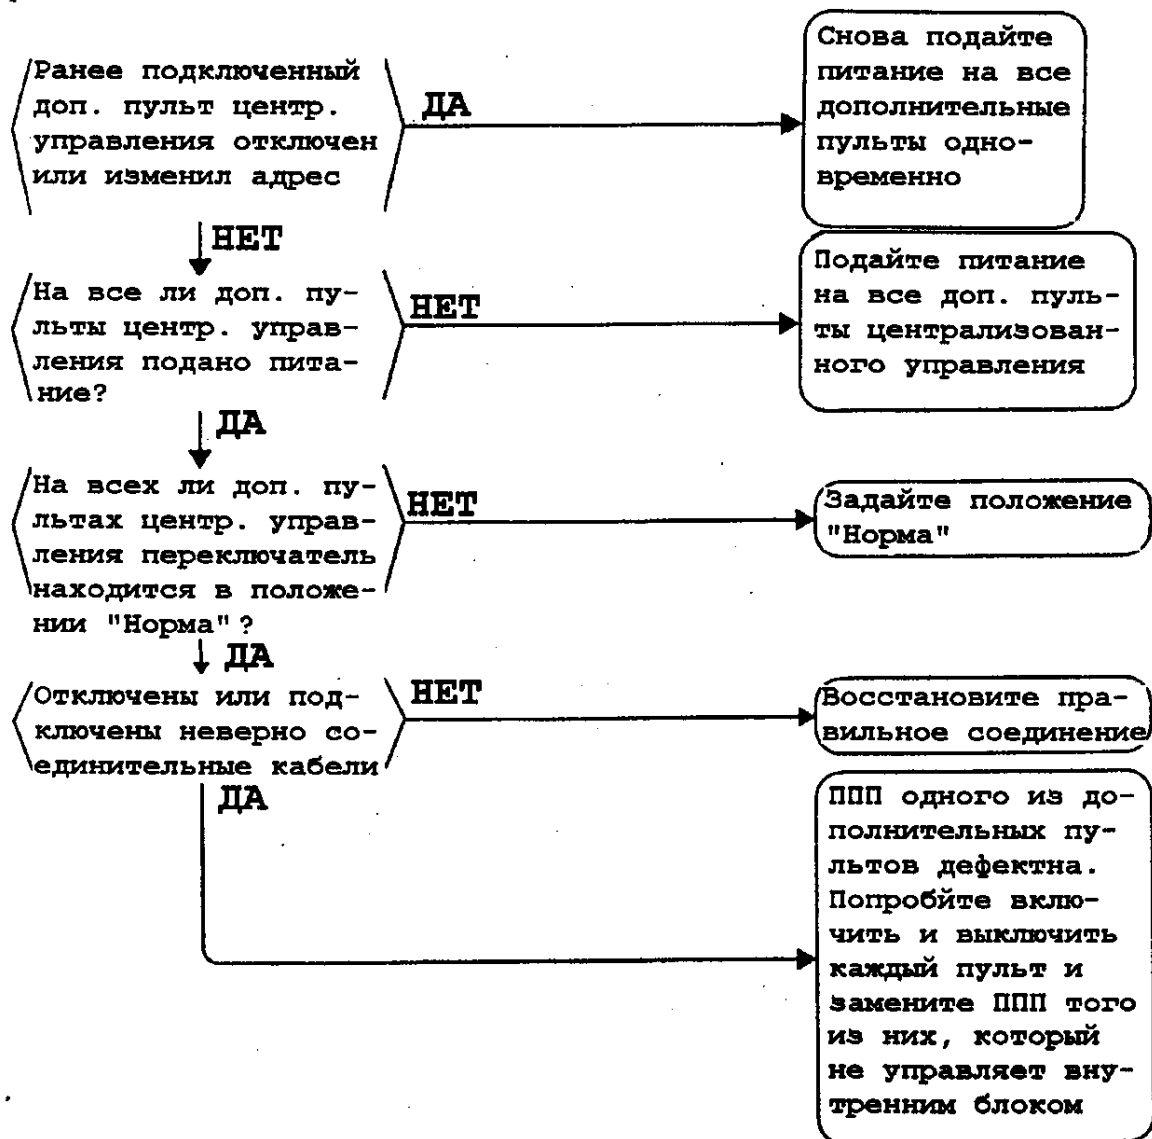 Ранее подключенный
доп. пульт центр.
управления отключен
или изменил адрес
ДА
Снова подайте
питание на все
дополнительные
пульты одно-
временно
НЕТ
На все ли доп. пу-
льты центр. управ-
ления подано пита-
ние?
НЕТ
Подайте питание
на все доп. пуль-
ты централизован-
ного управления
ДА
На всех ли доп. пу-
льтах центр. управ-
ления переключатель
находится в положе-
нии "Норма"?
НЕТ
Задайте положение
"Норма"
ДА
Отключены или под-
ключены неверно со-
единительные кабели
НЕТ
Восстановите пра-
вильное соединение
ДА
ППП одного из до-
полнительных пу-
льтов дефектна.
Попробйте вклю-
чить и выключить
каждый пульт и
замените ППП того
из них, который
не управляет вну-
тренним блоком